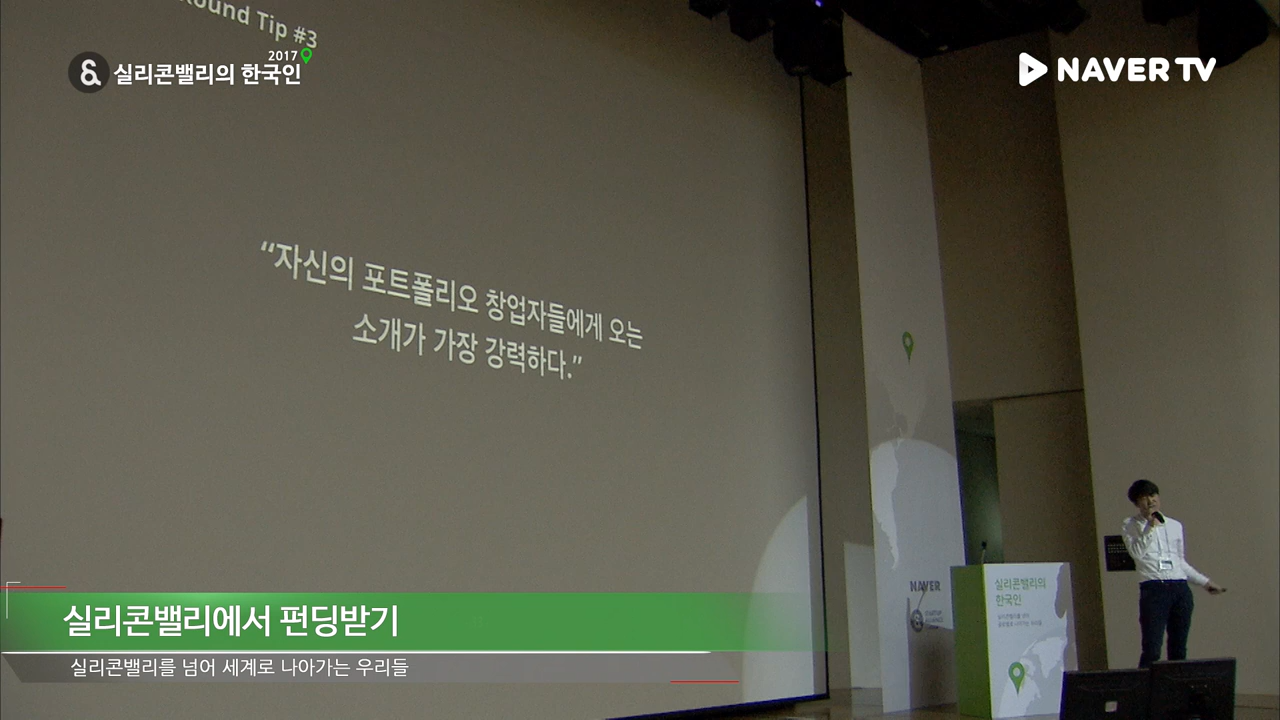 Round Tip #3
2017
& 실리콘밸리의 한국인
NAVER TV
“자신의 포트폴리오 창업자들에게 오는
소개가 가장 강력하다.”
NAVER
실리콘밸리의
한국인
실리콘밸리에서 펀딩받기
실리콘밸리를 넘어 세계로 나아가는 우리들